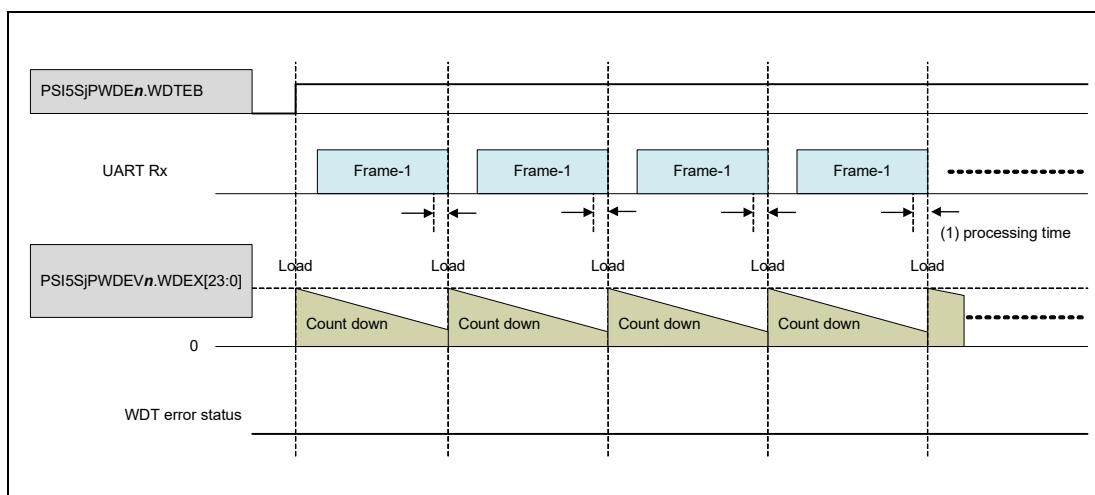 PSI5SjPWDEn.WDTEB
UART Rx
Frame-1 Frame-1 Frame-1 Frame-1
(1) processing time
Load Load Load Load Load
PSI5SjPWDEVn.WDEX[23:0]
Count down Count down Count down Count down
0
WDT error status